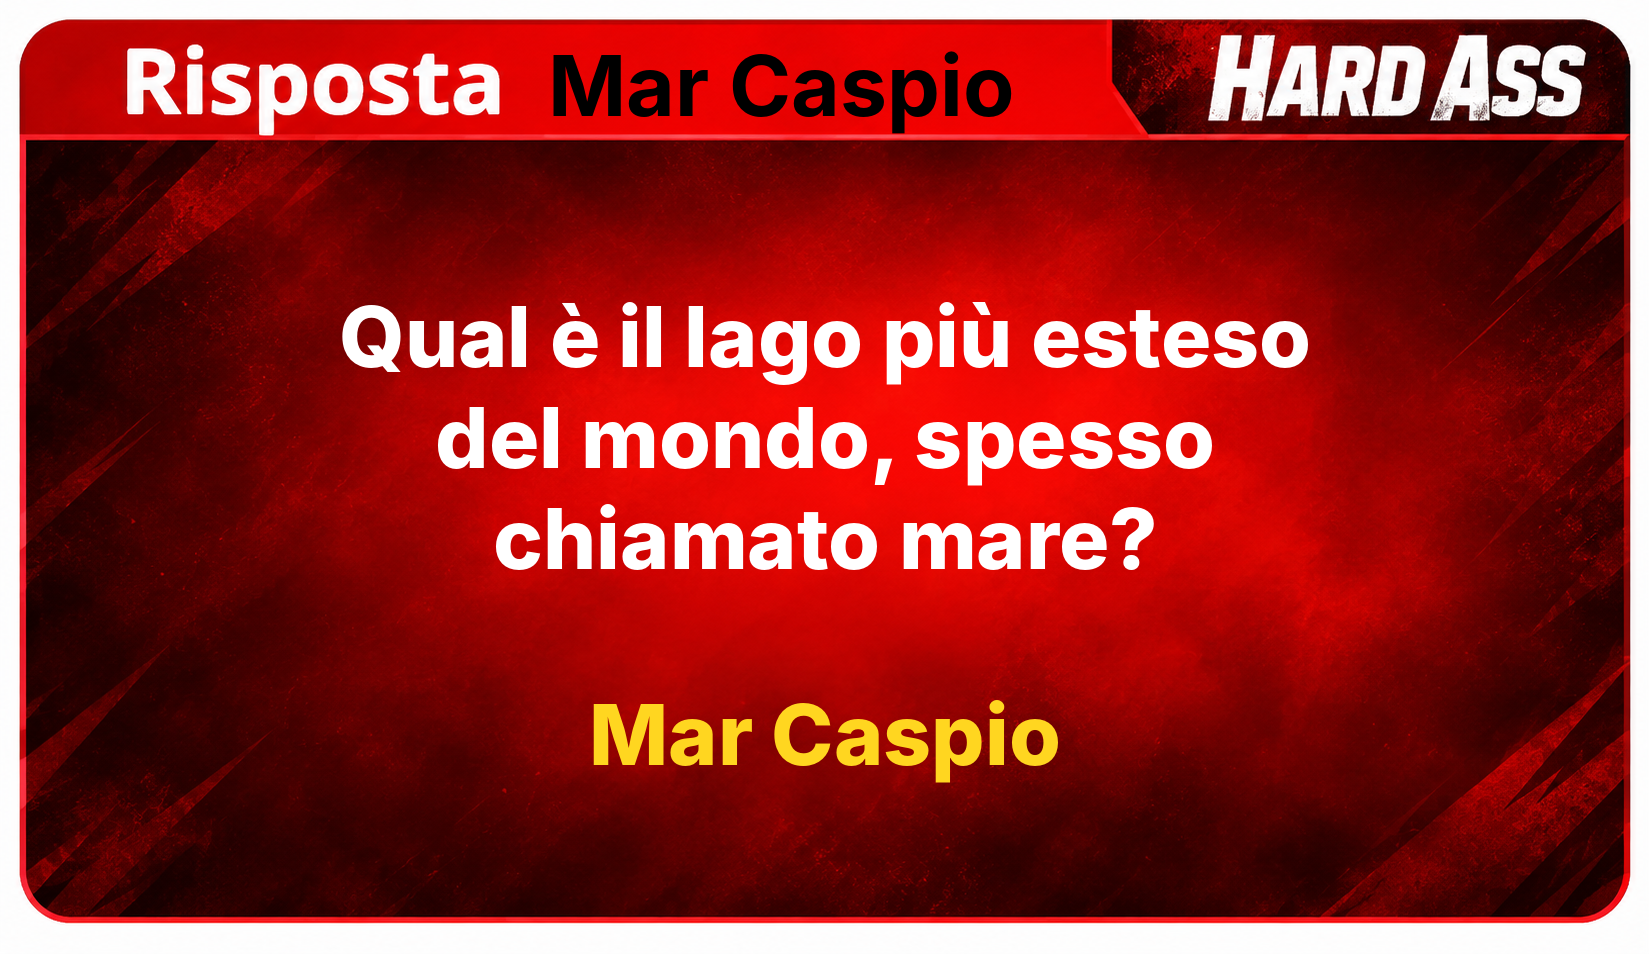 Risposta Mar Caspio HARD ASS
Qual è il lago più esteso
del mondo, spesso
chiamato mare?
Mar Caspio